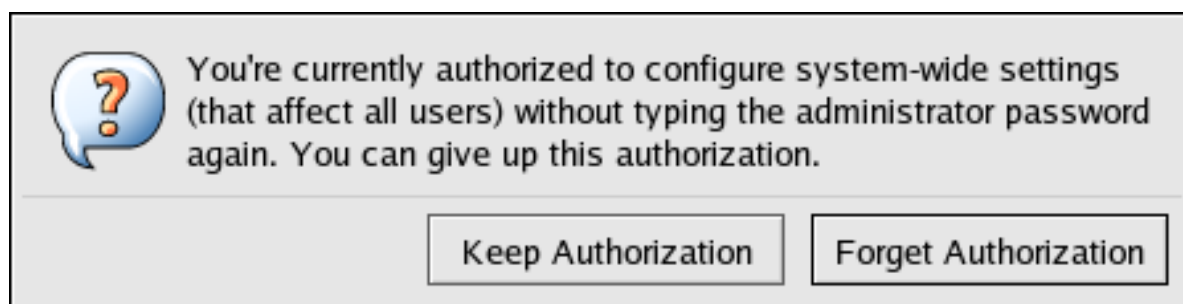 You're currently authorized to configure system-wide settings
(that affect all users) without typing the administrator password
again. You can give up this authorization.
Keep Authorization
Forget Authorization